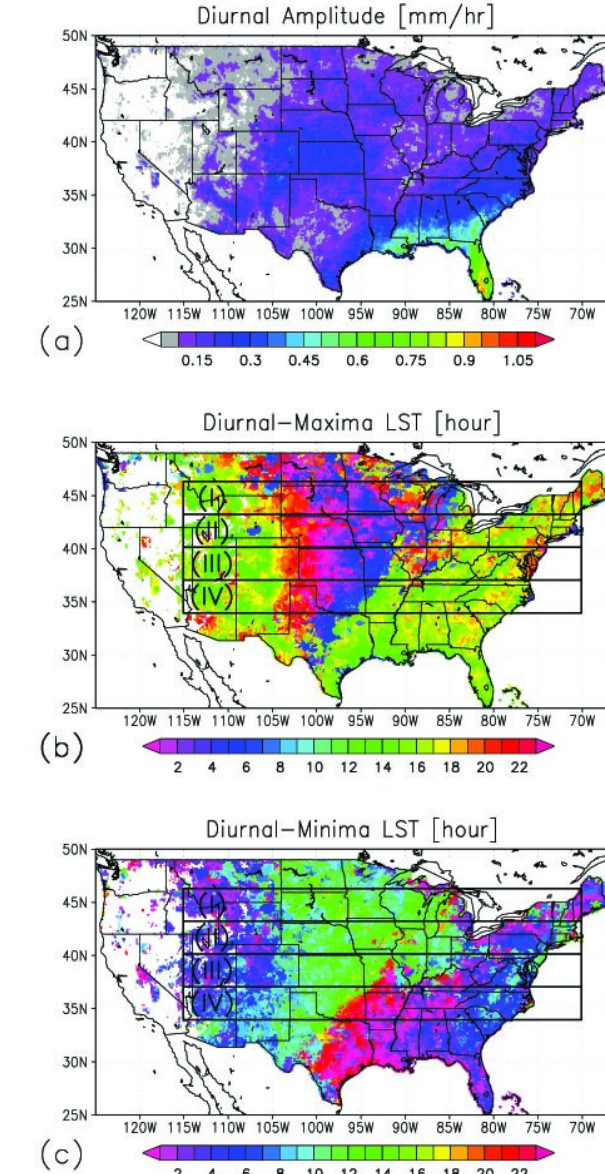 Diurnal Amplitude [mm/hr]
50N
45N
40N
35N
30N
25N
120W 115W 110W 105W 100W 95W 90W 85W 80W 75W 70W
(a)
0.15 0.3 0.45 0.6 0.75 0.9 1.05
Diurnal-Maxima LST [hour]
50N
45N
40N
35N
30N
25N
(I)
(II)
(III)
(IV)
120W 115W 110W 105W 100W 95W 90W 85W 80W 75W 70W
(b)
2 4 6 8 10 12 14 16 18 20 22
Diurnal-Minima LST [hour]
50N
45N
40N
35N
30N
25N
(I)
(II)
(III)
(IV)
120W 115W 110W 105W 100W 95W 90W 85W 80W 75W 70W
(c)
2 4 6 8 10 12 14 16 18 20 22